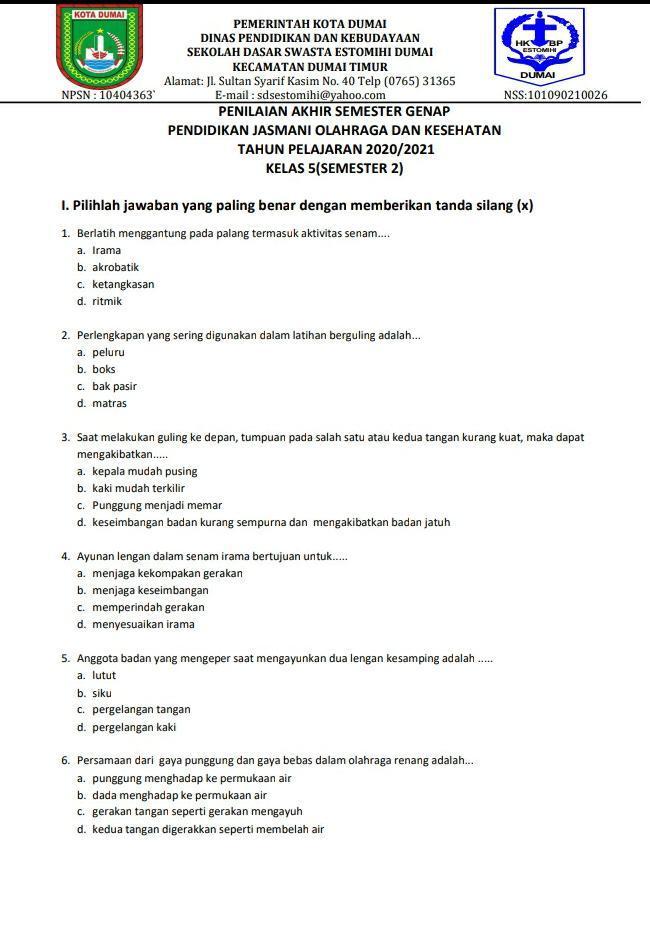 KOTA DUMAI
PEMERINTAH KOTA DUMAI
DINAS PENDIDIKAN DAN KEBUDAYAAN
SEKOLAH DASAR SWASTA ESTOMIHI DUMAI
KECAMATAN DUMAI TIMUR
Alamat: Jl. Sultan Syarif Kasim No. 40 Telp (0765) 31365
NPSN : 10404363`
E-mail : sdsestomihi@yahoo.com
HK BP
ESTOMIHI
DUMAI
NSS:101090210026
PENILAIAN AKHIR SEMESTER GENAP
PENDIDIKAN JASMANI OLAHRAGA DAN KESEHATAN
TAHUN PELAJARAN 2020/2021
KELAS 5(SEMESTER 2)
I. Pilihlah jawaban yang paling benar dengan memberikan tanda silang (x)
1. Berlatih menggantung pada palang termasuk aktivitas senam....
a. Irama
b. akrobatik
c. ketangkasan
d. ritmik
2. Perlengkapan yang sering digunakan dalam latihan berguling adalah...
a. peluru
b. boks
c. bak pasir
d. matras
3. Saat melakukan guling ke depan, tumpuan pada salah satu atau kedua tangan kurang kuat, maka dapat
mengakibatkan.....
a. kepala mudah pusing
b. kaki mudah terkilir
c. Punggung menjadi memar
d. keseimbangan badan kurang sempurna dan mengakibatkan badan jatuh
4. Ayunan lengan dalam senam irama bertujuan untuk.....
a. menjaga kekompakan gerakan
b. menjaga keseimbangan
c. memperindah gerakan
d. menyesuaikan irama
5. Anggota badan yang mengeper saat mengayunkan dua lengan kesamping adalah .....
a. lutut
b. siku
c. pergelangan tangan
d. pergelangan kaki
6. Persamaan dari gaya punggung dan gaya bebas dalam olahraga renang adalah...
a. punggung menghadap ke permukaan air
b. dada menghadap ke permukaan air
c. gerakan tangan seperti gerakan mengayuh
d. kedua tangan digerakkan seperti membelah air